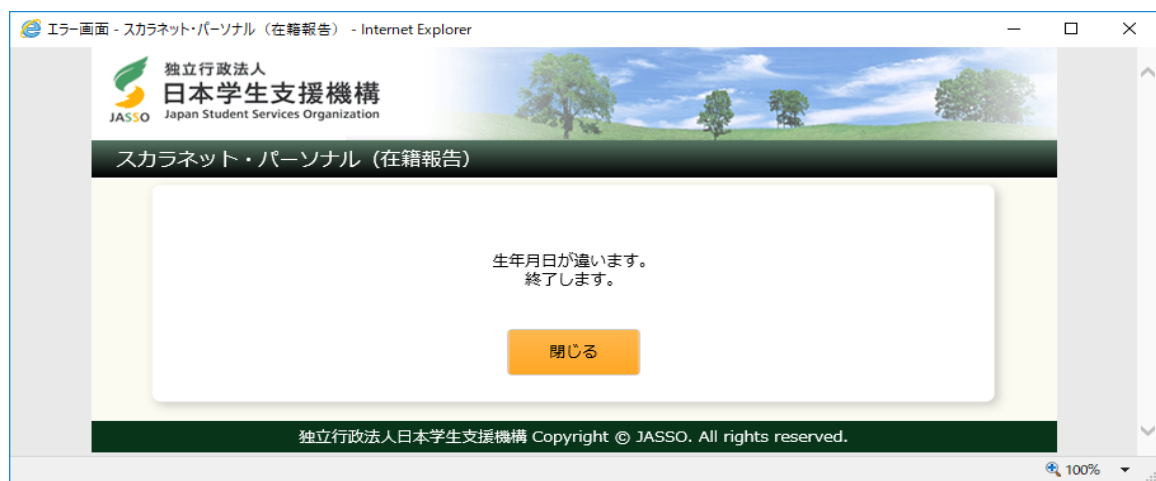 エラー画面 - スカラネット・パーソナル（在籍報告） - Internet Explorer
独立行政法人
日本学生支援機構
JASSO
Japan Student Services Organization
スカラネット・パーソナル（在籍報告）
生年月日が違います。
終了します。
閉じる
独立行政法人日本学生支援機構 Copyright © JASSO. All rights reserved.
100%